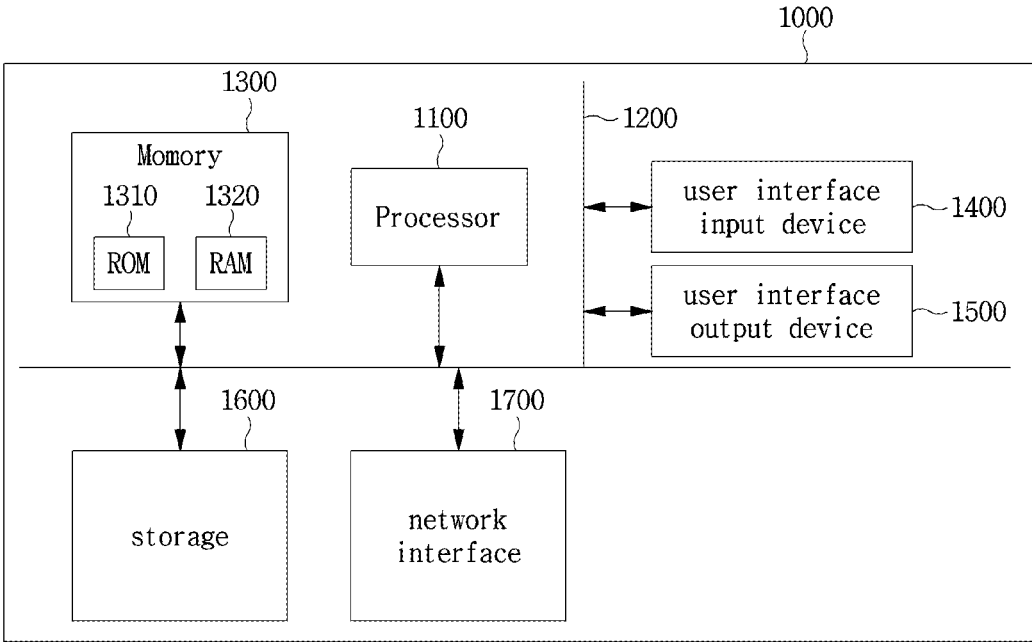 1000
1300
1100
1200
Momory
1310
1320
ROM
RAM
Processor
user interface
input device
1400
user interface
output device
1500
1600
1700
storage
network
interface